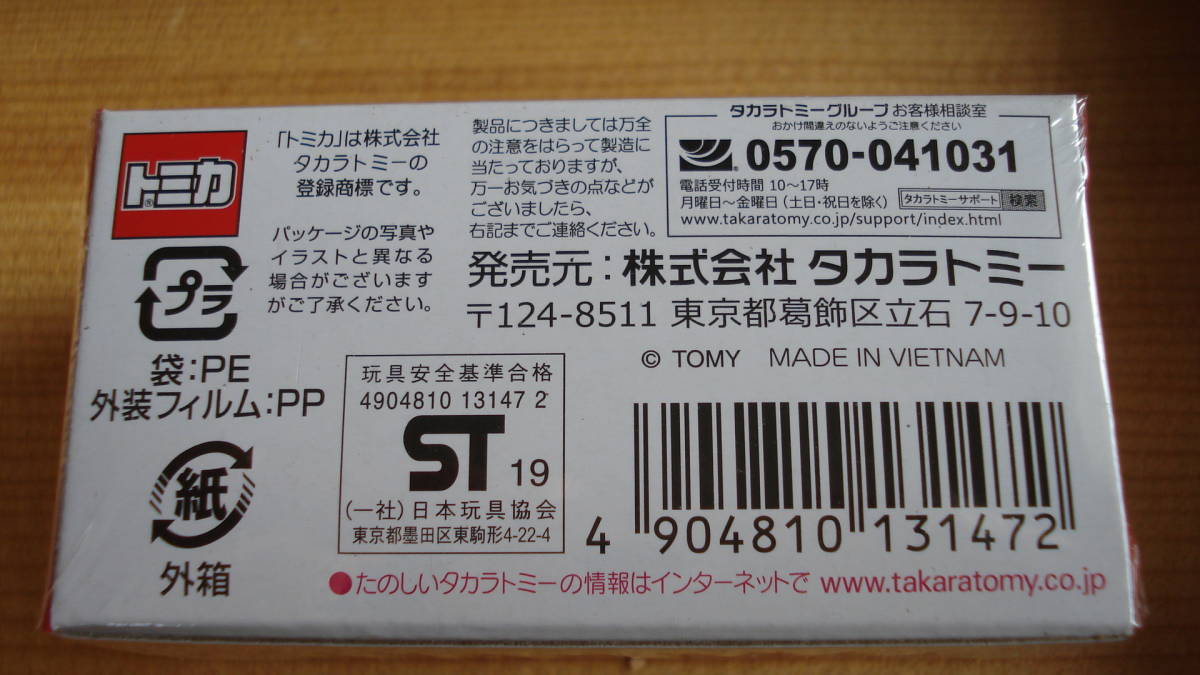 トミカ®
「トミカ」は株式会社
タカラトミーの
登録商標です。
パッケージの写真や
イラストと異なる
場合がございます
がご了承ください。
製品につきましては万全
の注意をはらって製造に
当たっておりますが、
万一お気づきの点などが
ございましたら、
右記までご連絡ください。
タカラトミーグループ お客様相談室
おかけ間違えのないようご注意ください
0570-041031
電話受付時間 10～17時
月曜日～金曜日 (土日・祝日を除く)
タカラトミーサポート 検索
www.takaratomy.co.jp/support/index.html
発売元：株式会社 タカラトミー
〒124-8511 東京都葛飾区立石 7-9-10
© TOMY MADE IN VIETNAM
プラ
袋：PE
外装フィルム：PP
紙
外箱
玩具安全基準合格
4904810 13147 2
ST 19
(一社)日本玩具協会
東京都墨田区東駒形4-22-4
4 904810 131472
●たのしいタカラトミーの情報はインターネットで www.takaratomy.co.jp